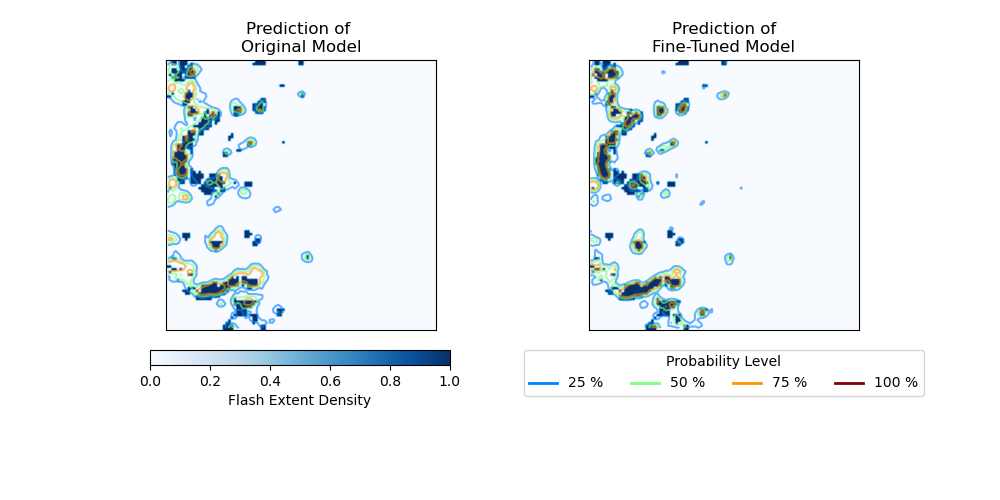 Prediction of
Original Model
Prediction of
Fine-Tuned Model
0.0 0.2 0.4 0.6 0.8 1.0
Flash Extent Density
Probability Level
25 % 50 % 75 % 100 %